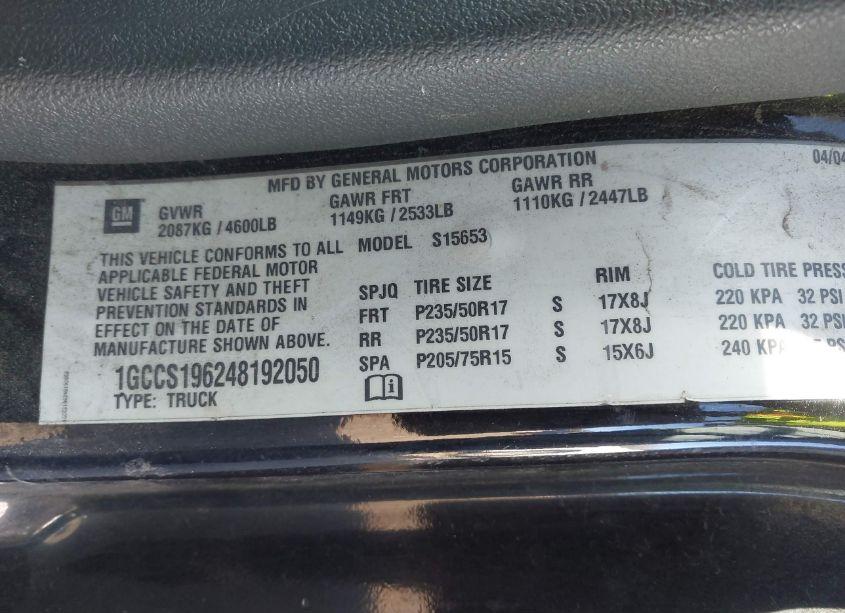 MFD BY GENERAL MOTORS CORPORATION 04/04
GM GVWR GAWR FRT GAWR RR
2087KG / 4600LB 1149KG / 2533LB 1110KG / 2447LB
THIS VEHICLE CONFORMS TO ALL
APPLICABLE FEDERAL MOTOR
VEHICLE SAFETY AND THEFT
PREVENTION STANDARDS IN
EFFECT ON THE DATE OF
MANUFACTURE SHOWN ABOVE.
1GCCS196248192050
TYPE: TRUCK
MODEL S15653
SPJQ TIRE SIZE RIM COLD TIRE PRESS
FRT P235/50R17 S 17X8J 220 KPA 32 PSI
RR P235/50R17 S 17X8J 220 KPA 32 PSI
SPA P205/75R15 S 15X6J 240 KPA PSI